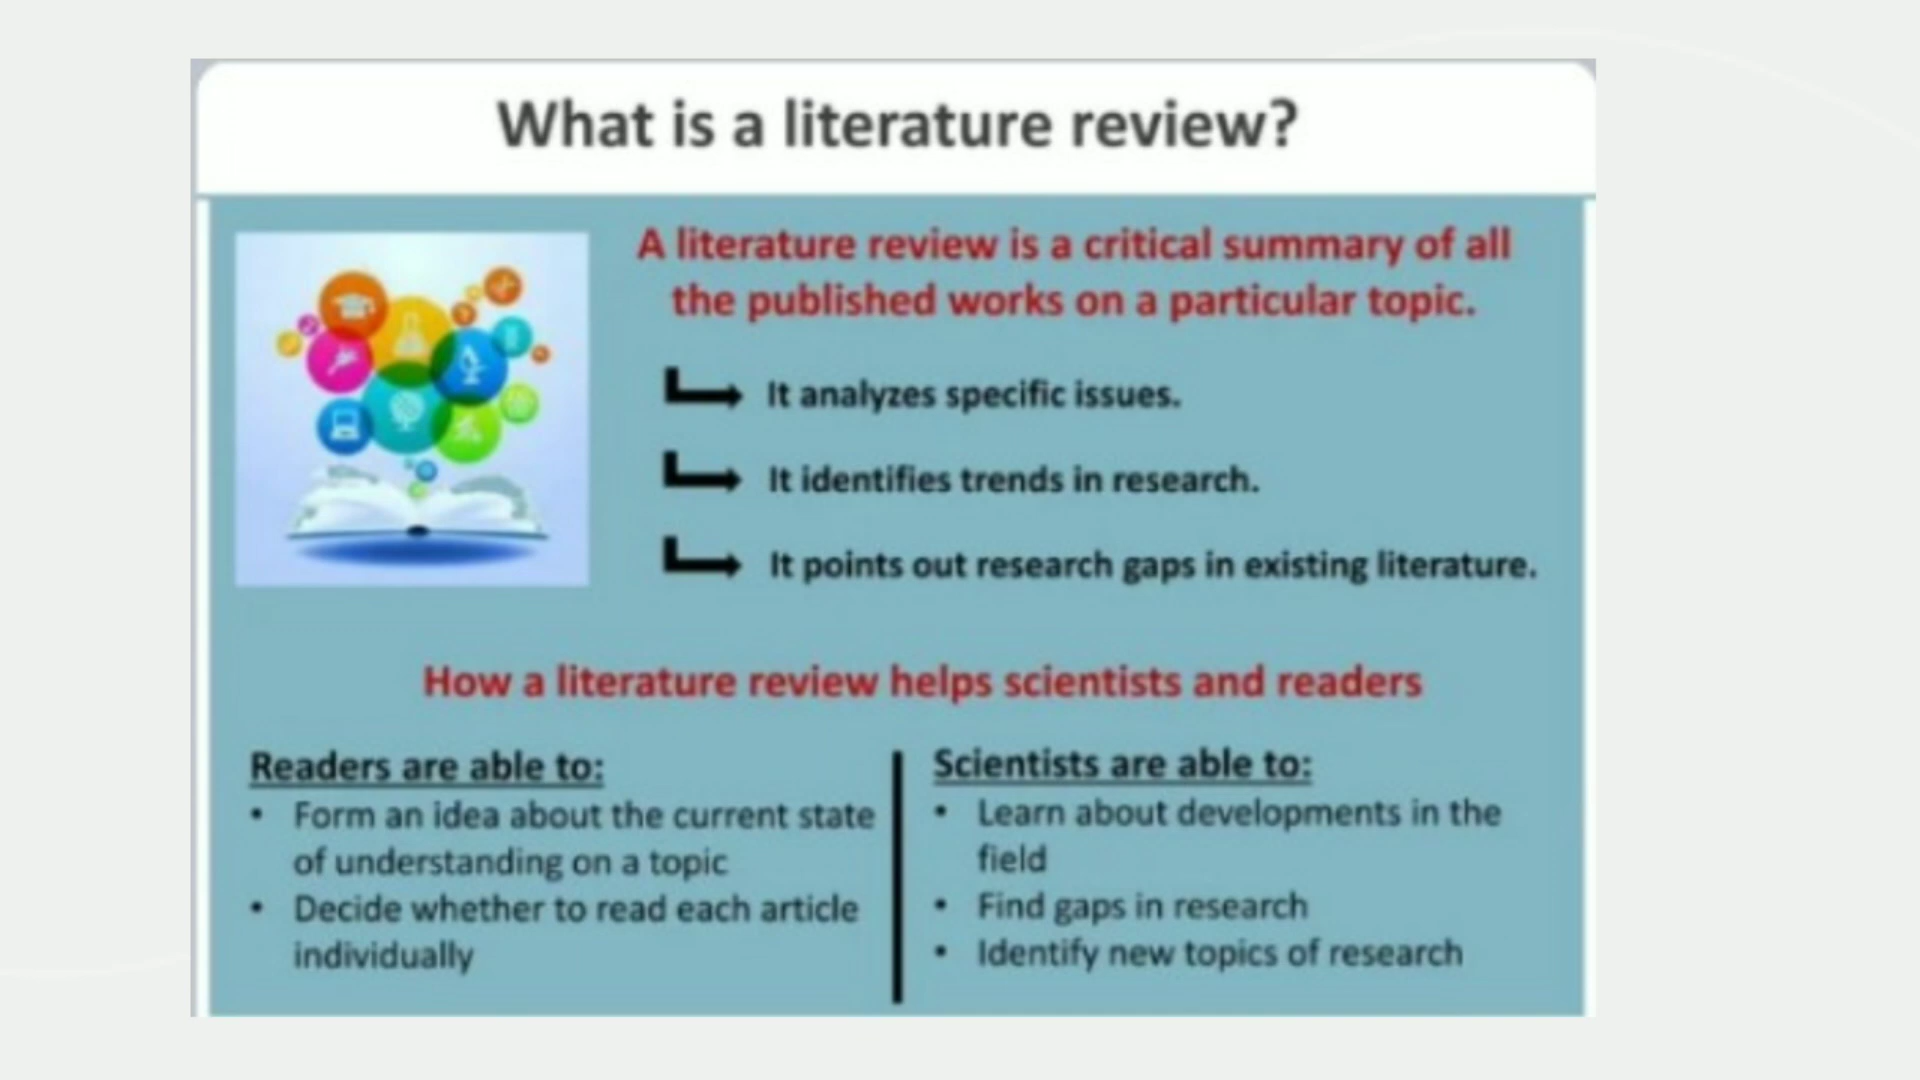 What is a literature review?
A literature review is a critical summary of all
the published works on a particular topic.
It analyzes specific issues.
It identifies trends in research.
It points out research gaps in existing literature.
How a literature review helps scientists and readers
Readers are able to:
• Form an idea about the current state
of understanding on a topic
• Decide whether to read each article
individually
Scientists are able to:
• Learn about developments in the
field
• Find gaps in research
• Identify new topics of research